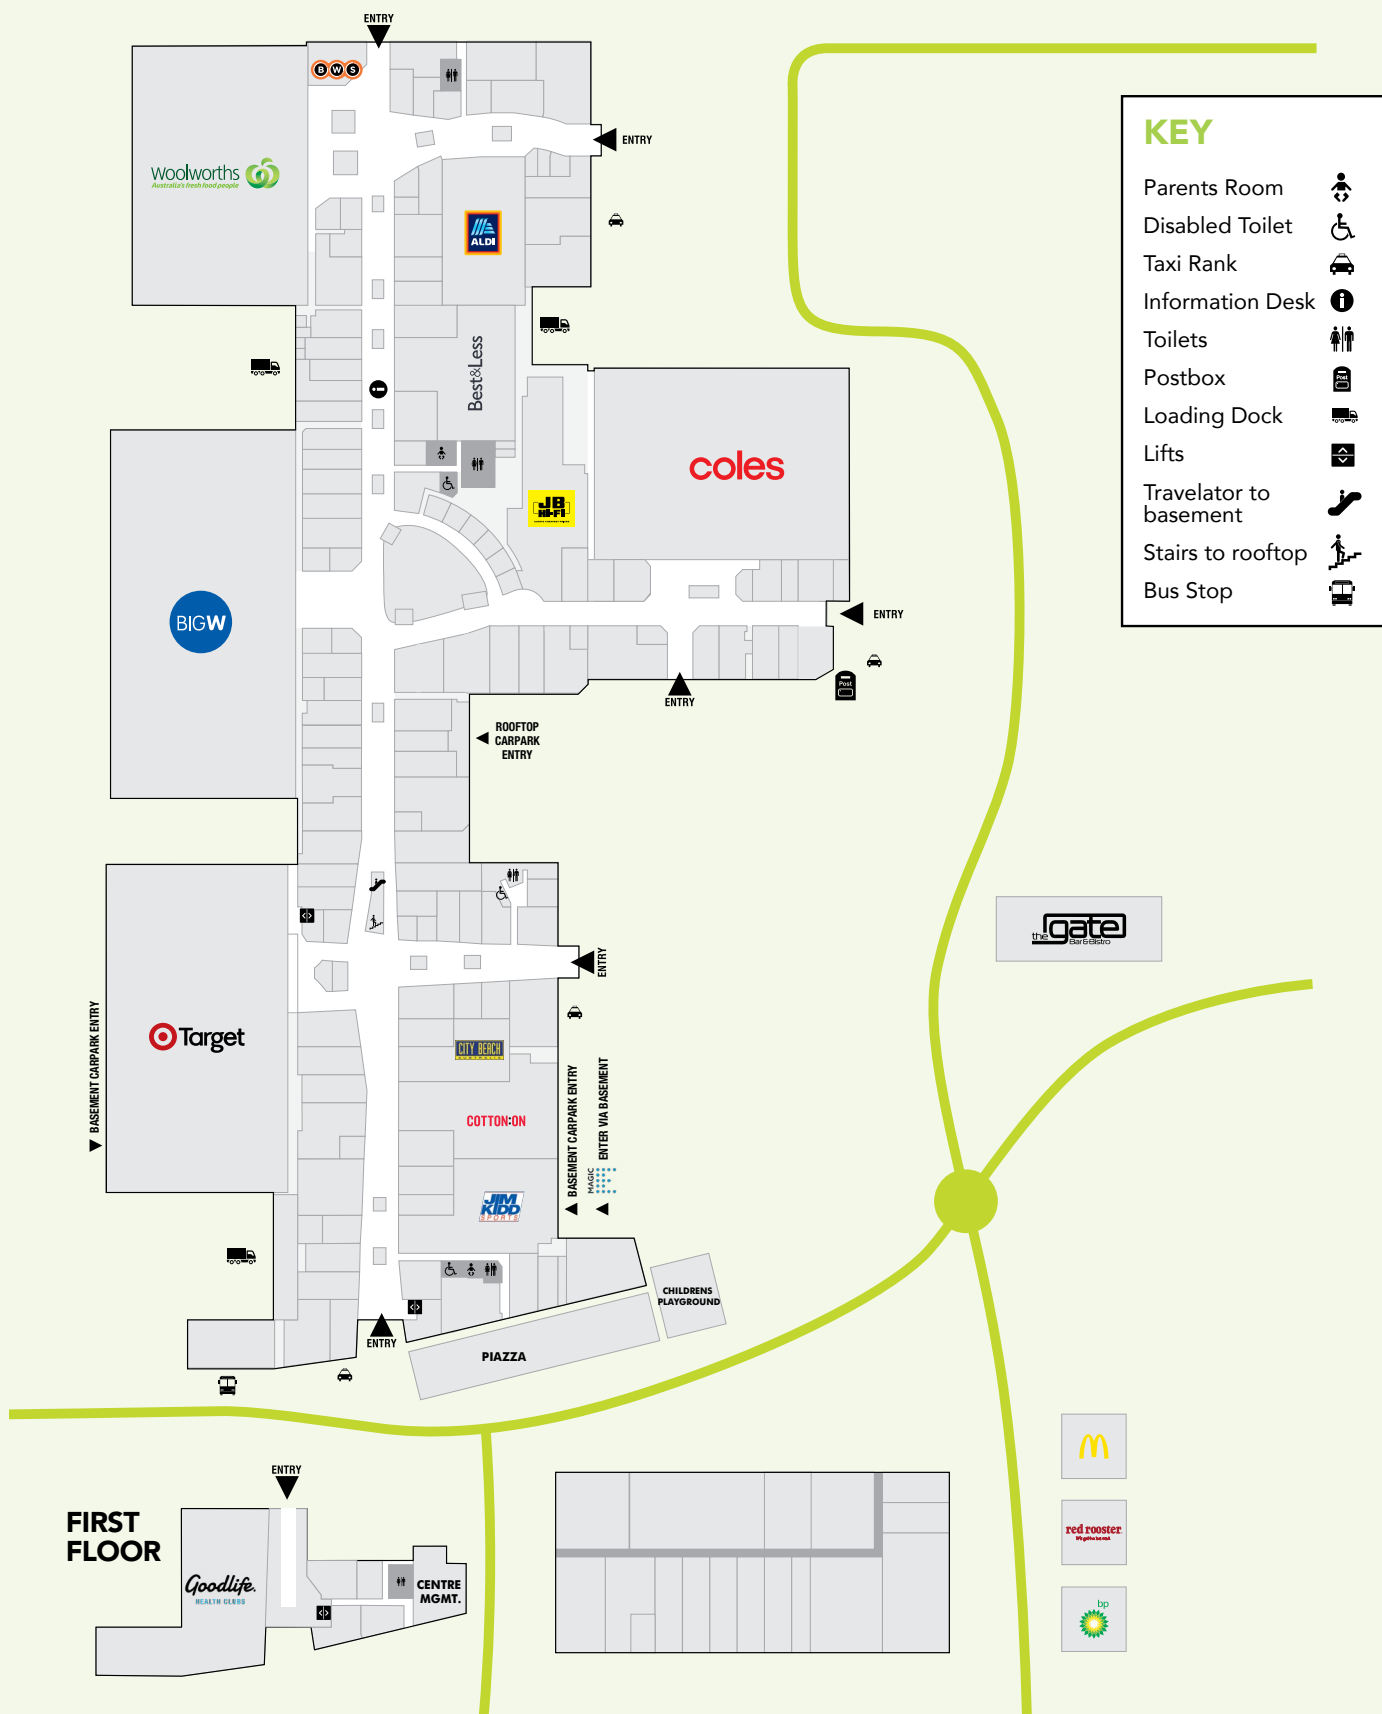 ENTRY
B W S
ENTRY
Woolworths
Australia's fresh food people
ALDI
Best&Less
coles
JB
HI-FI
BIGW
ENTRY
Post
ENTRY
ROOFTOP
CARPARK
ENTRY
KEY
Parents Room
Disabled Toilet
Taxi Rank
Information Desk
i
Toilets
Postbox
Post
Loading Dock
Lifts
Travelator to
basement
Stairs to rooftop
Bus Stop
the gate
Bar&Bistro
ENTRY
Target
BASEMENT CARPARK ENTRY
CITY BEACH
AUSTRALIA
COTTON:ON
BASEMENT CARPARK ENTRY
ENTER VIA BASEMENT
MAGIC
JIM
KIDD
SPORTS
CHILDRENS
PLAYGROUND
PIAZZA
ENTRY
FIRST
FLOOR
ENTRY
Goodlife.
HEALTH CLUBS
CENTRE
MGMT.
red rooster
bp